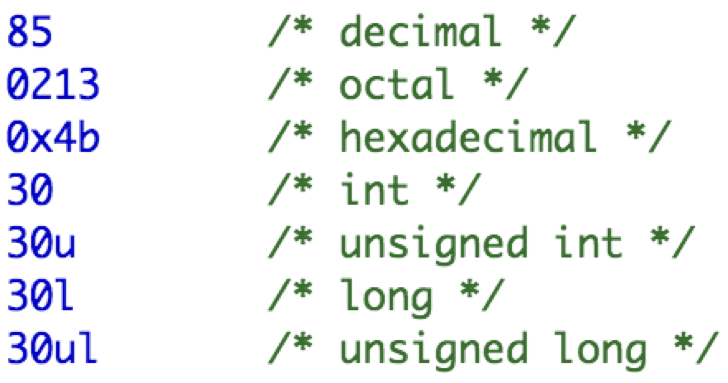 85 /* decimal */
0213 /* octal */
0x4b /* hexadecimal */
30 /* int */
30u /* unsigned int */
30l /* long */
30ul /* unsigned long */